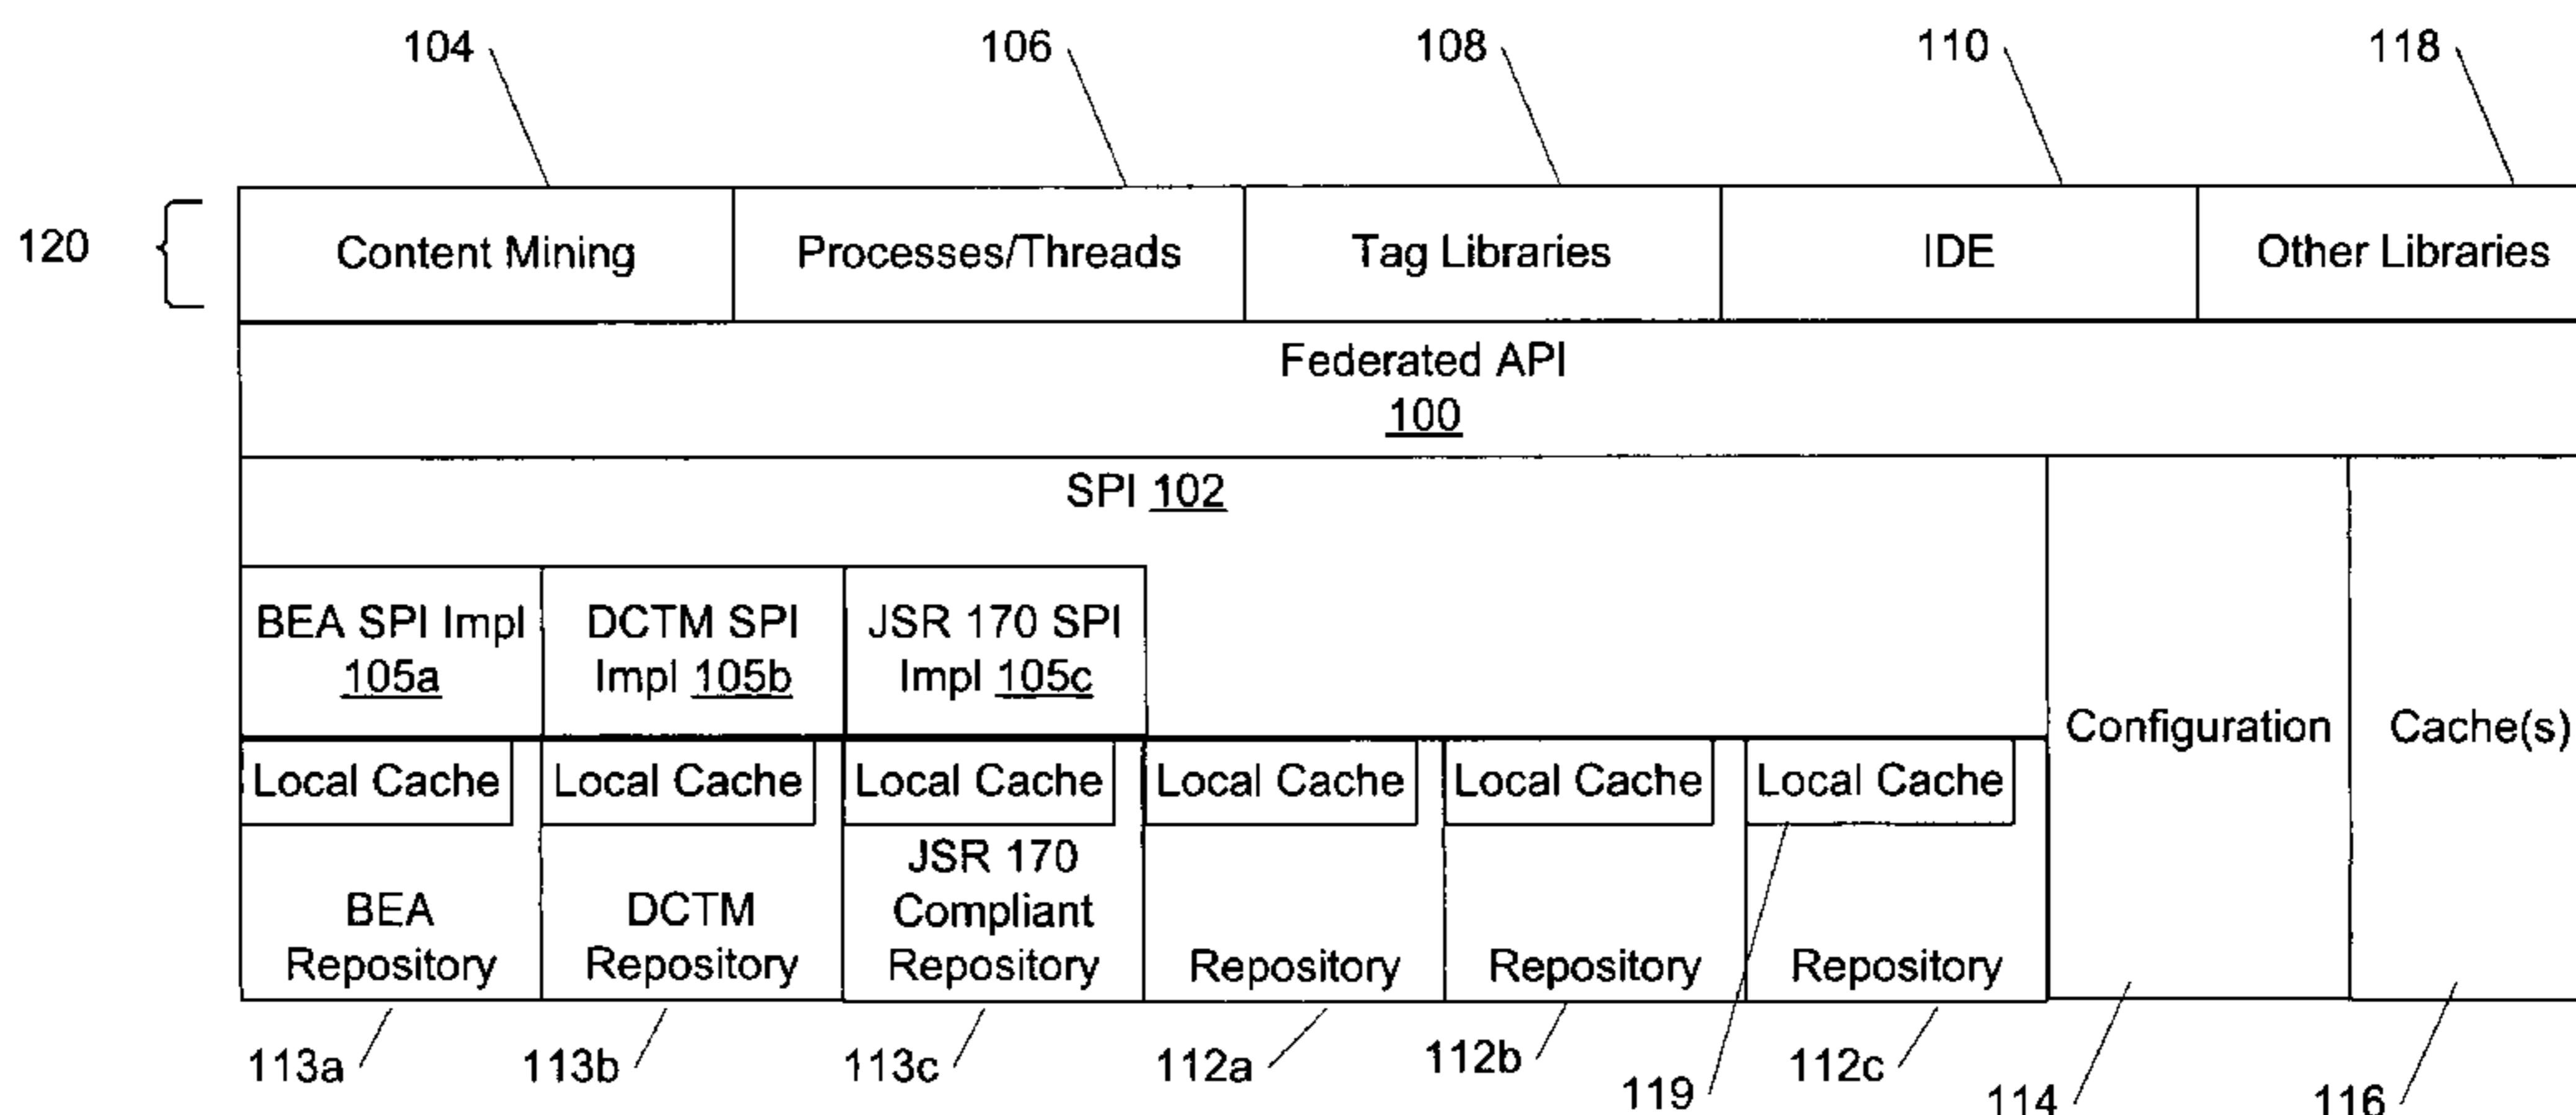 104 106 108 110 118
120 Content Mining Processes/Threads Tag Libraries IDE Other Libraries
Federated API
100
SPI 102
BEA SPI Impl
105a
DCTM SPI
Impl 105b
JSR 170 SPI
Impl 105c
Configuration
Cache(s)
Local Cache Local Cache Local Cache Local Cache Local Cache Local Cache
BEA
Repository
DCTM
Repository
JSR 170
Compliant
Repository
Repository
Repository
Repository
113a 113b 113c 112a 112b 119 112c 114 116